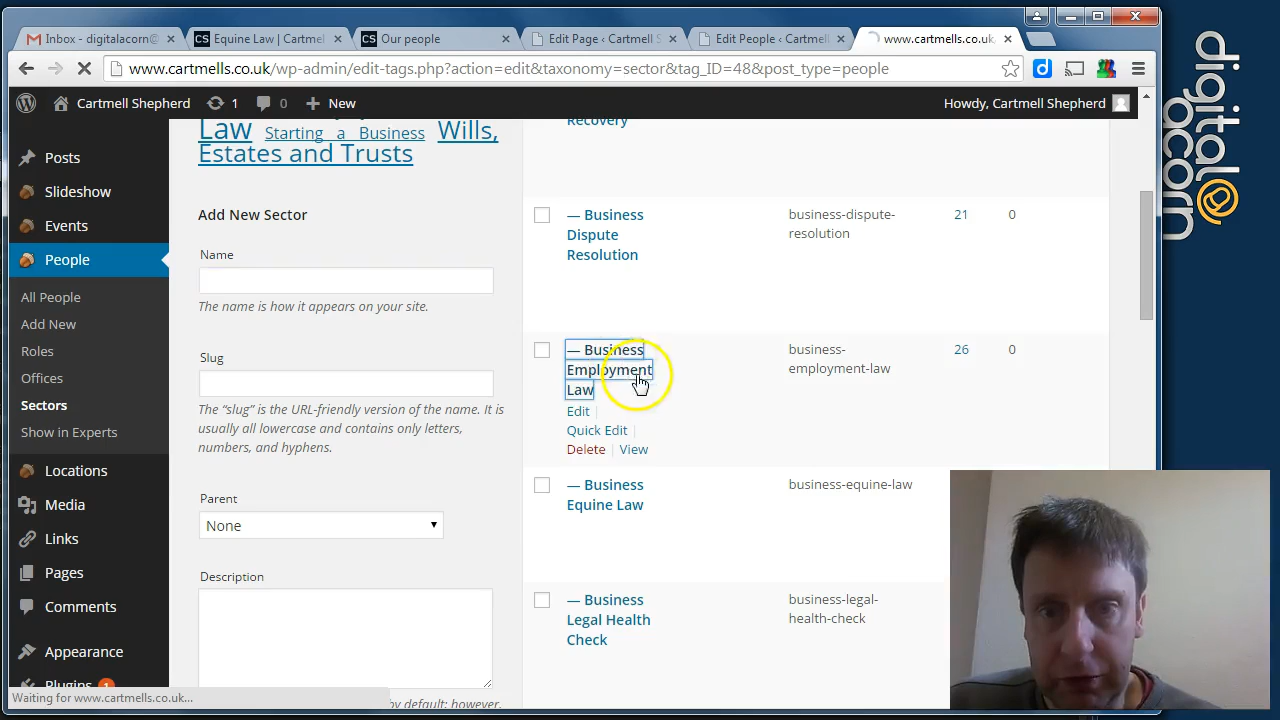 Inbox - digitalacorn@
Equine Law | Cartmel
Our people
Edit Page ‹ Cartmell S
Edit People ‹ Cartmell
www.cartmells.co.uk/
www.cartmells.co.uk/wp-admin/edit-tags.php?action=edit&taxonomy=sector&tag_ID=48&post_type=people
Cartmell Shepherd
1
0
New
Howdy, Cartmell Shepherd
Posts
Slideshow
Events
People
All People
Add New
Roles
Offices
Sectors
Show in Experts
Locations
Media
Links
Pages
Comments
Appearance
Plugins 1
Waiting for www.cartmells.co.uk...
Law Starting a Business Wills,
Estates and Trusts
Add New Sector
Name
The name is how it appears on your site.
Slug
The “slug” is the URL-friendly version of the name. It is
usually all lowercase and contains only letters,
numbers, and hyphens.
Parent
None
Description
by default; however,
Recovery
— Business
Dispute
Resolution
business-dispute-
resolution
21
0
— Business
Employment
Law
Edit |
Quick Edit |
Delete | View
business-
employment-law
26
0
— Business
Equine Law
business-equine-law
— Business
Legal Health
Check
business-legal-
health-check
digital
acorn